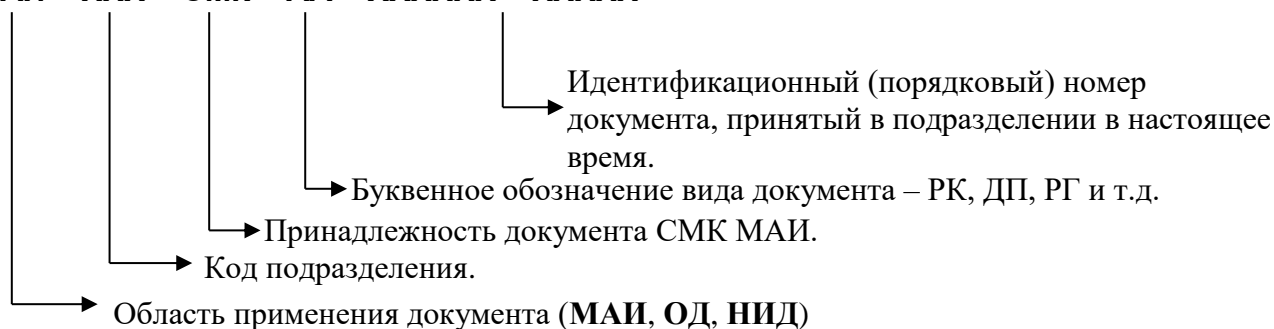 Идентификационный (порядковый) номер
документа, принятый в подразделении в настоящее
время.
Буквенное обозначение вида документа – РК, ДП, РГ и т.д.
Принадлежность документа СМК МАИ.
Код подразделения.
Область применения документа (МАИ, ОД, НИД)